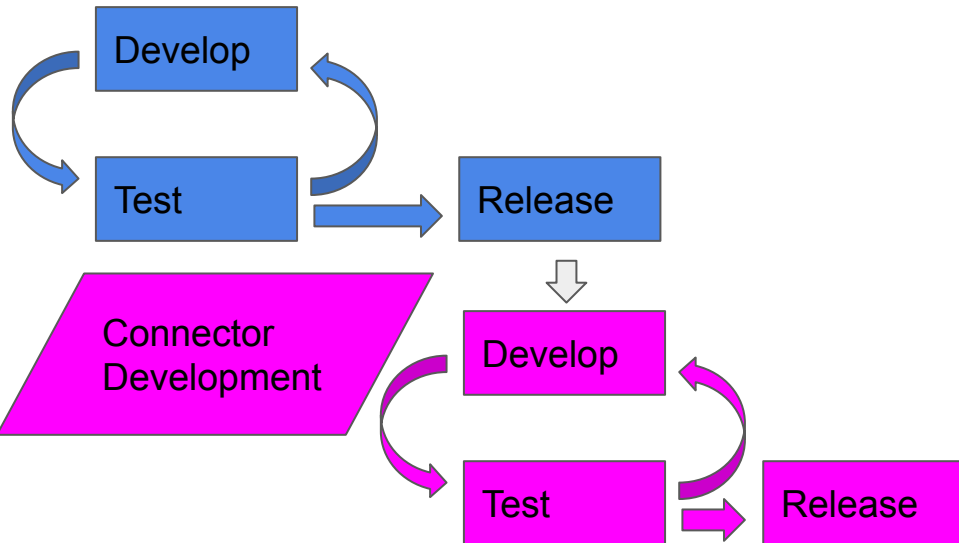 Develop
Test
Release
Connector
Development
Develop
Test
Release